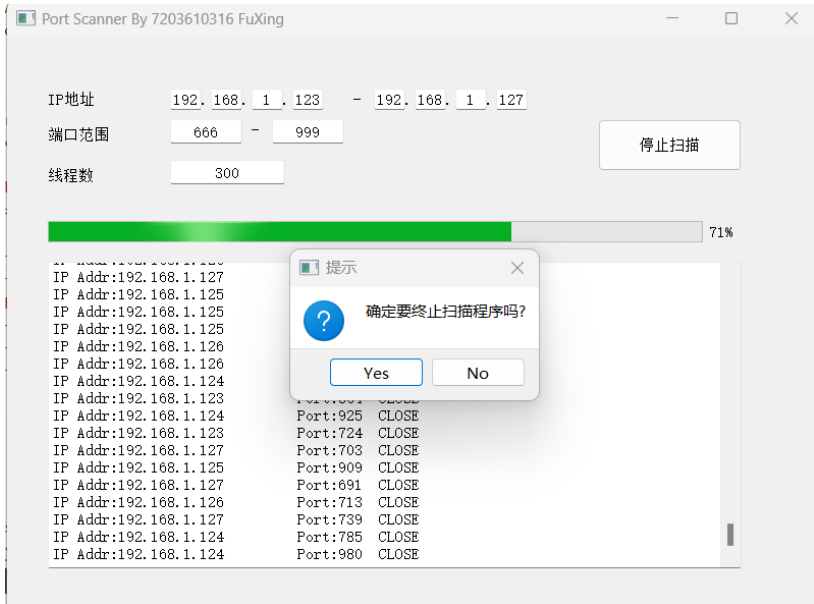 Port Scanner By 7203610316 FuXing
IP地址 192. 168. 1 . 123 - 192. 168. 1 . 127
端口范围 666 - 999
停止扫描
线程数 300
71%
提示
确定要终止扫描程序吗?
Yes No
IP Addr:192.168.1.127
IP Addr:192.168.1.125
IP Addr:192.168.1.125
IP Addr:192.168.1.125
IP Addr:192.168.1.126
IP Addr:192.168.1.126
IP Addr:192.168.1.124
IP Addr:192.168.1.123 CLOSE
IP Addr:192.168.1.124 Port:925 CLOSE
IP Addr:192.168.1.123 Port:724 CLOSE
IP Addr:192.168.1.127 Port:703 CLOSE
IP Addr:192.168.1.125 Port:909 CLOSE
IP Addr:192.168.1.127 Port:691 CLOSE
IP Addr:192.168.1.126 Port:713 CLOSE
IP Addr:192.168.1.127 Port:739 CLOSE
IP Addr:192.168.1.124 Port:785 CLOSE
IP Addr:192.168.1.124 Port:980 CLOSE